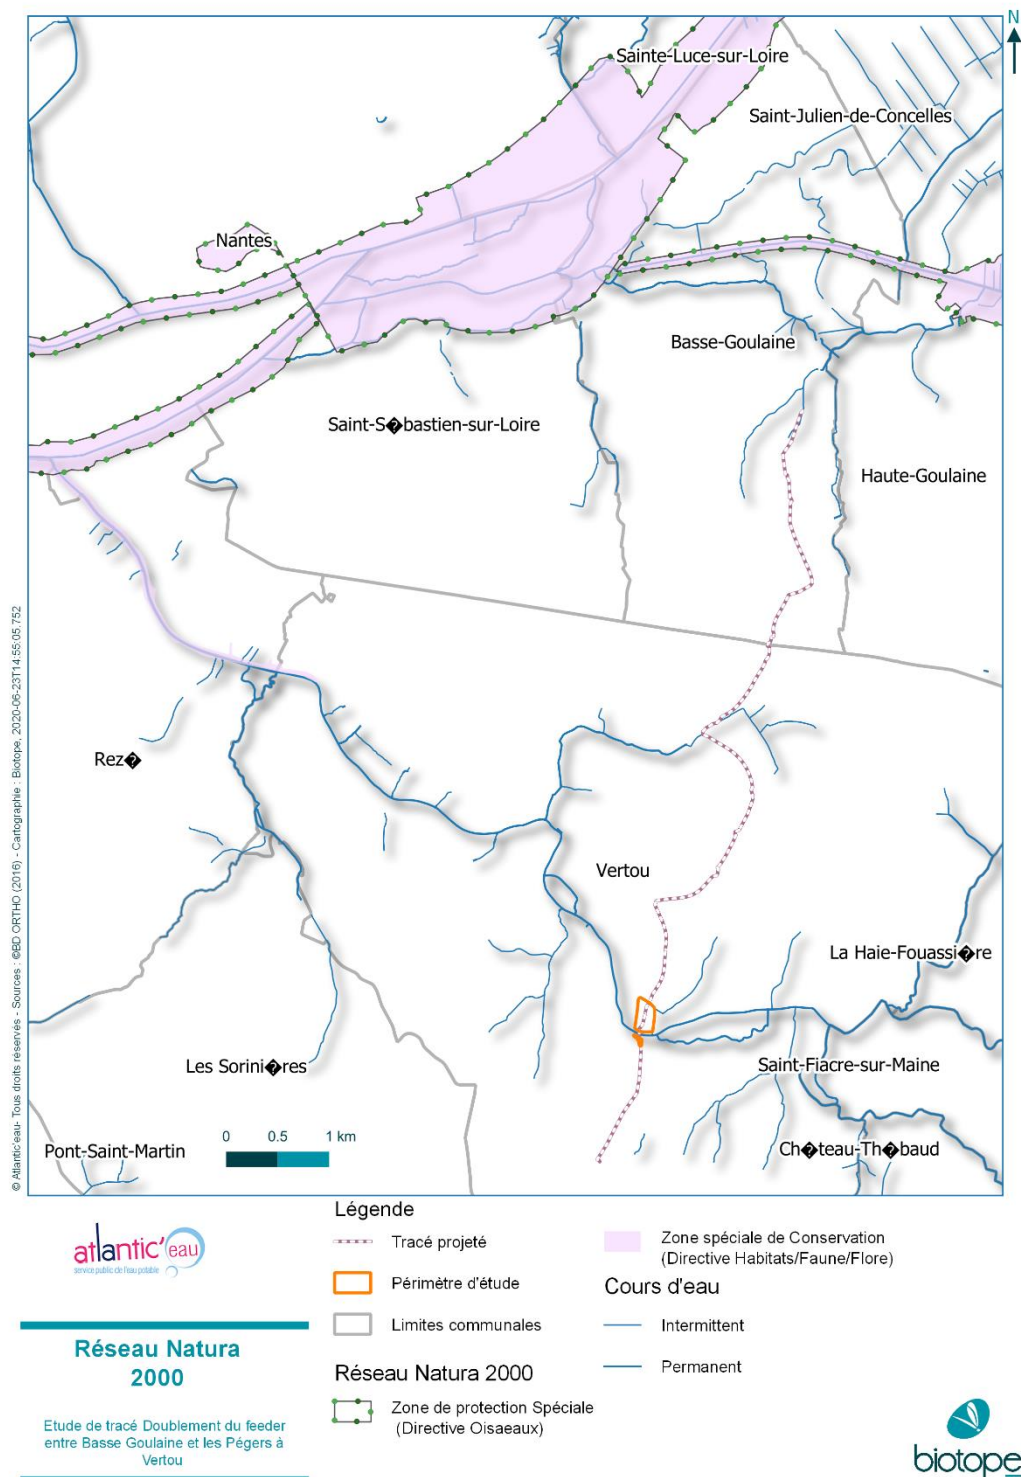 N
Sainte-Luce-sur-Loire
Saint-Julien-de-Concelles
Nantes
Basse-Goulaine
Saint-S�bastien-sur-Loire
Haute-Goulaine
Rez�
Vertou
La Haie-Fouassi�re
Les Sorini�res
Saint-Fiacre-sur-Maine
Pont-Saint-Martin
Ch�teau-Th�baud
0 0.5 1 km
© Atlantic'eau- Tous droits réservés - Sources : ©BD ORTHO (2016) - Cartographie : Biotope, 2020-06-23T14:55:05.752
atlantic'eau
service public de l'eau potable
Réseau Natura
2000
Etude de tracé Doublement du feeder
entre Basse Goulaine et les Pégers à
Vertou
Légende
Tracé projeté
Périmètre d'étude
Limites communales
Réseau Natura 2000
Zone de protection Spéciale
(Directive Oisaeaux)
Zone spéciale de Conservation
(Directive Habitats/Faune/Flore)
Cours d'eau
Intermittent
Permanent
biotope